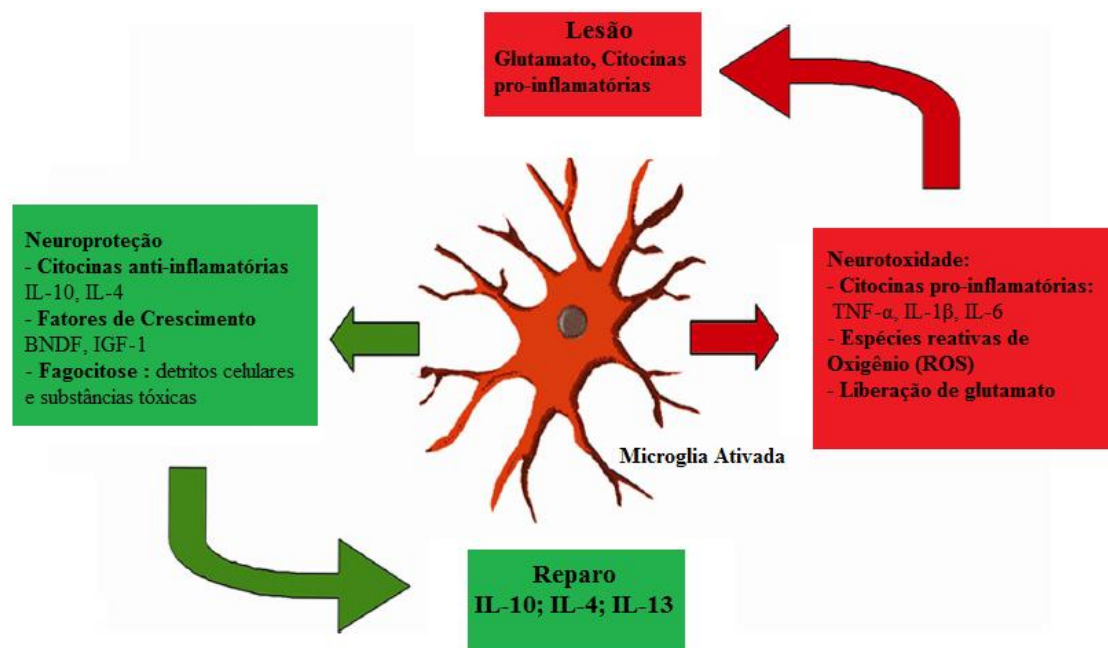 Lesão
Glutamato, Citocinas
pro-inflamatórias
Neuroproteção
- Citocinas anti-inflamatórias
IL-10, IL-4
- Fatores de Crescimento
BNDF, IGF-1
- Fagocitose : detritos celulares
e substâncias tóxicas
Neurotoxidade:
- Citocinas pro-inflamatórias:
TNF-α, IL-1β, IL-6
- Espécies reativas de
Oxigênio (ROS)
- Liberação de glutamato
Microglia Ativada
Reparo
IL-10; IL-4; IL-13